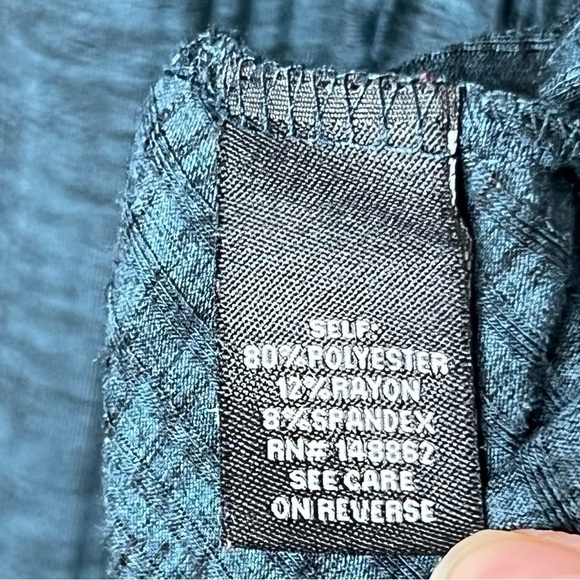 SELF:
80%POLYESTER
12%RAYON
8%SPANDEX
RN# 148862
SEE CARE
ON REVERSE